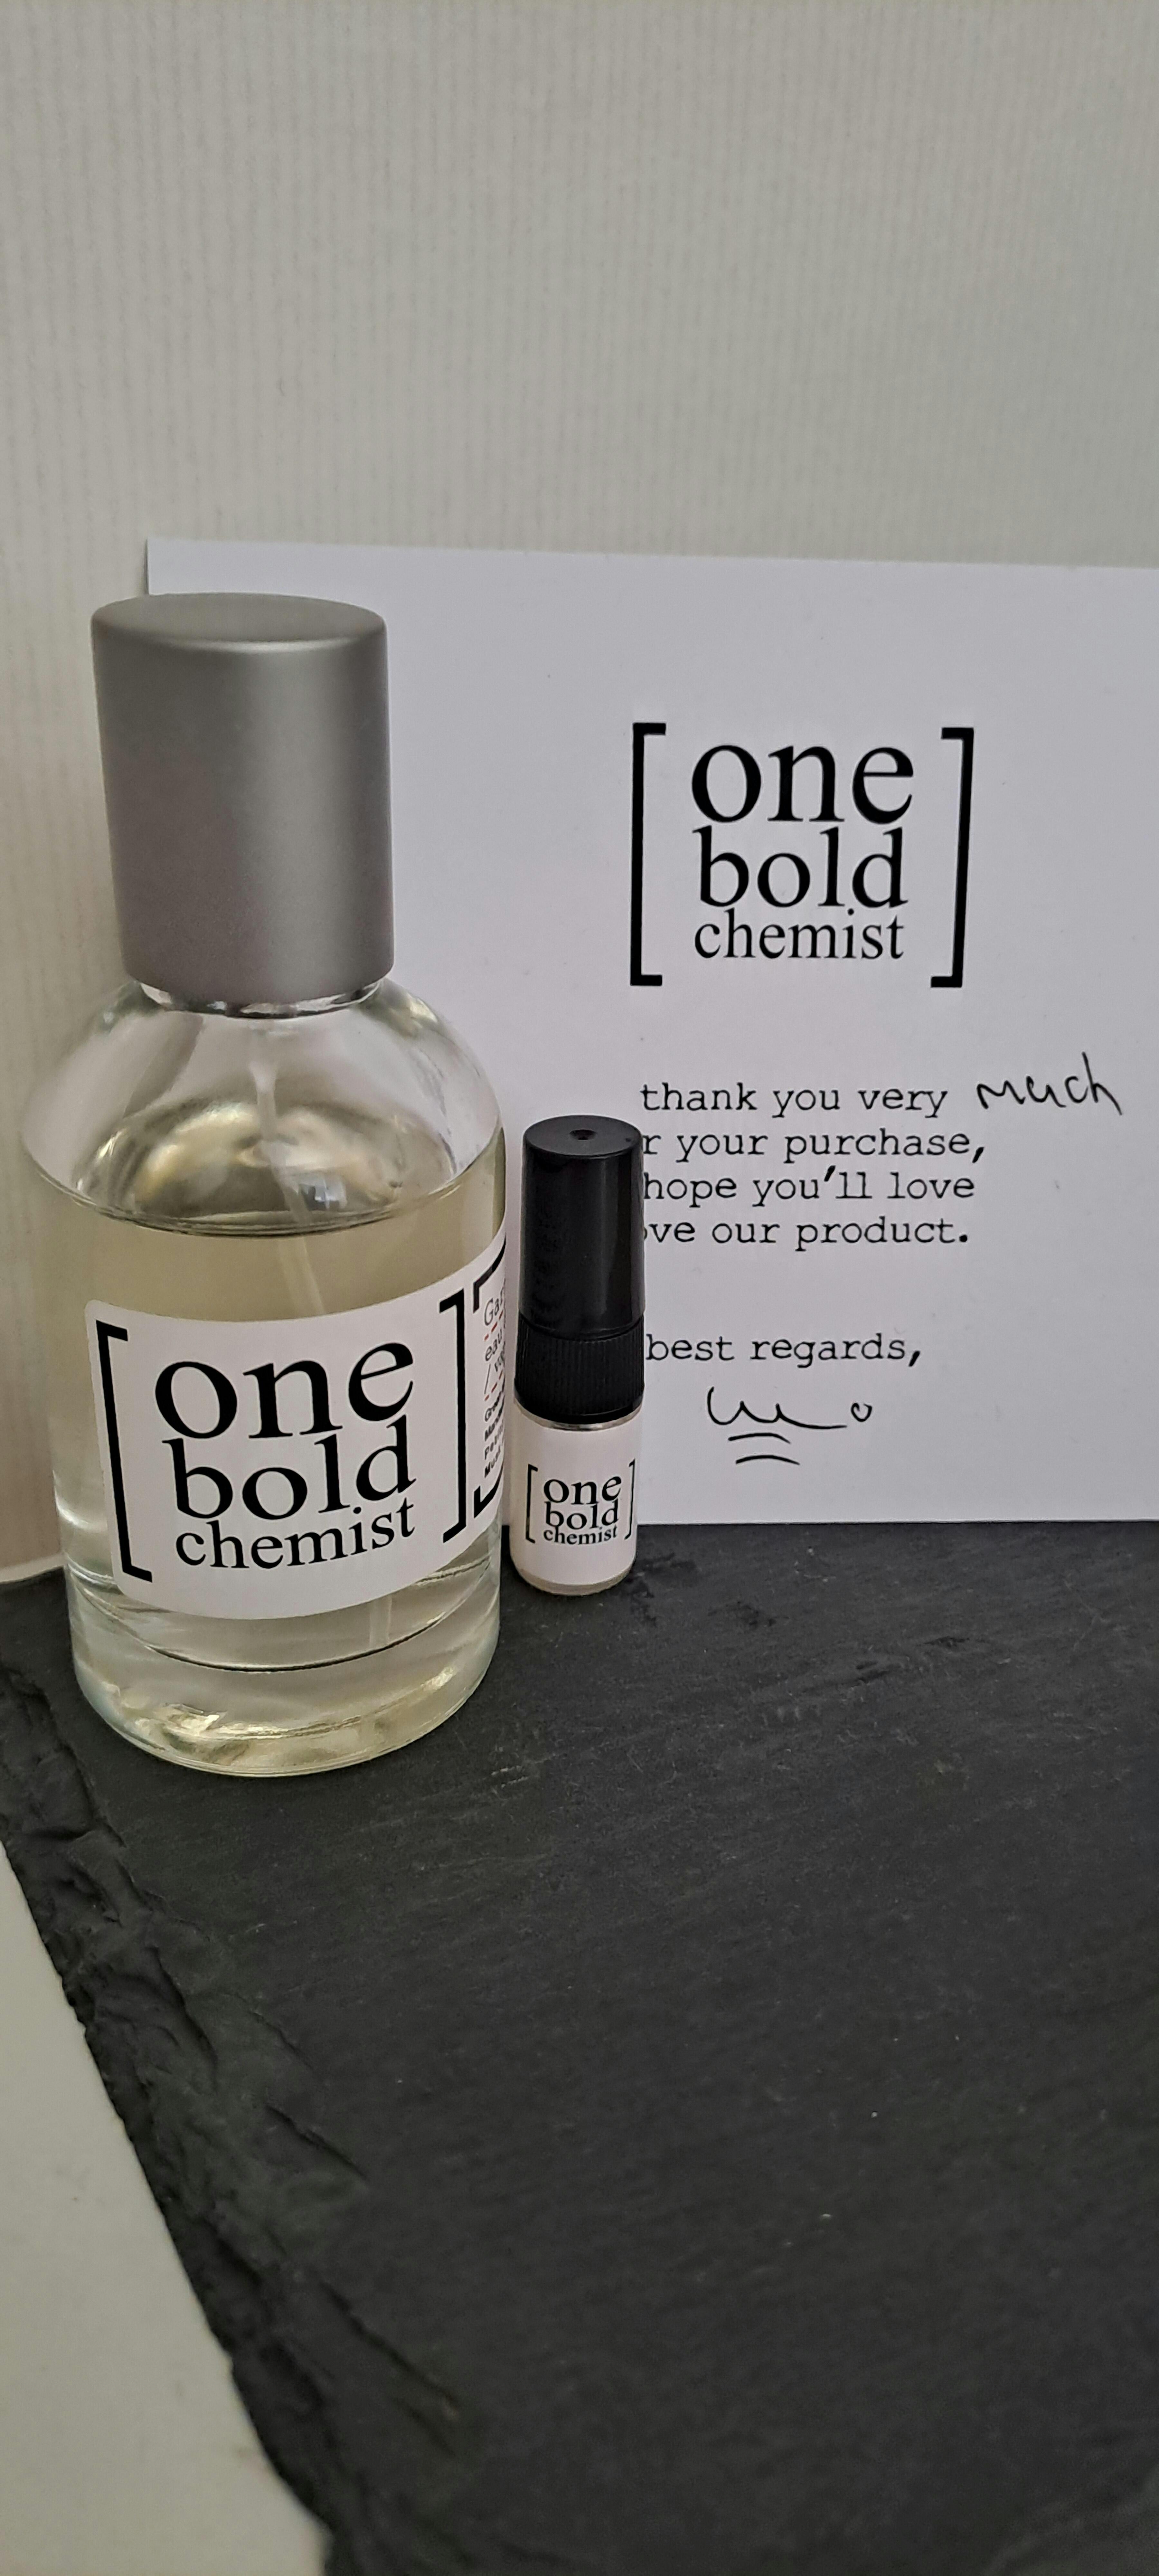 [one
bold
chemist]
thank you very much
your purchase,
hope you'll love
our product.
best regards,
[one
bold
chemist]
[one
bold
chemist]